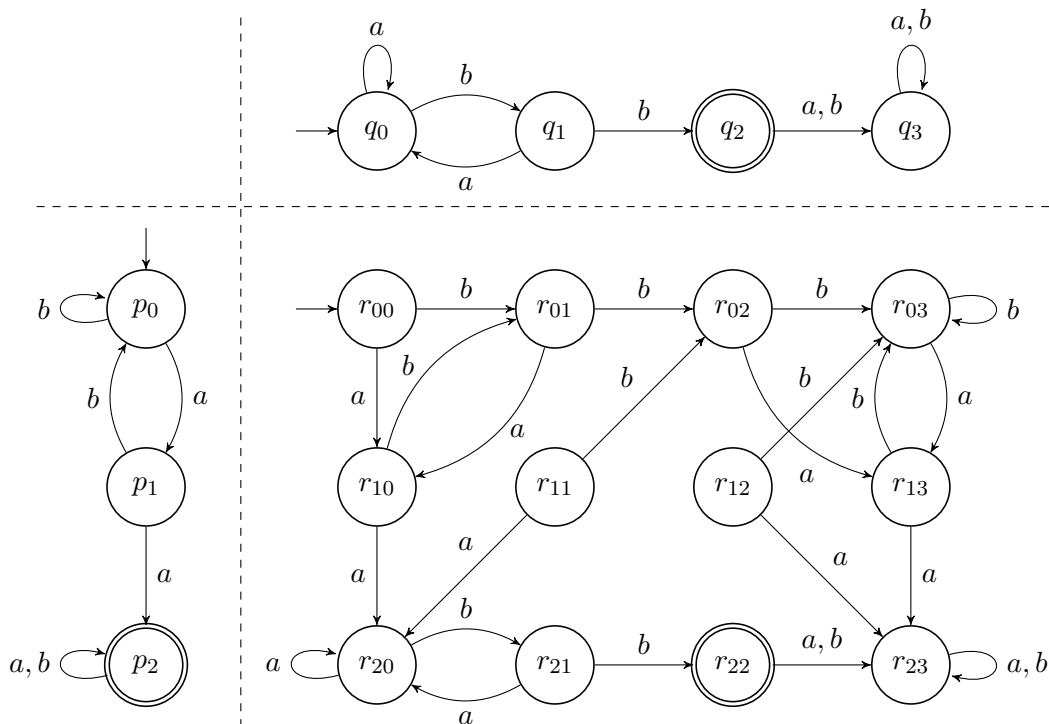 a
a, b
b
q0 q1 b q2 a, b q3
a
p0 r00 b r01 b r02 b r03
b b
b a a b b b a
a
p1 r10 r11 r12 a r13
a a a a a
b
p2 r20 r21 b r22 a, b r23
a, b a a, b
a